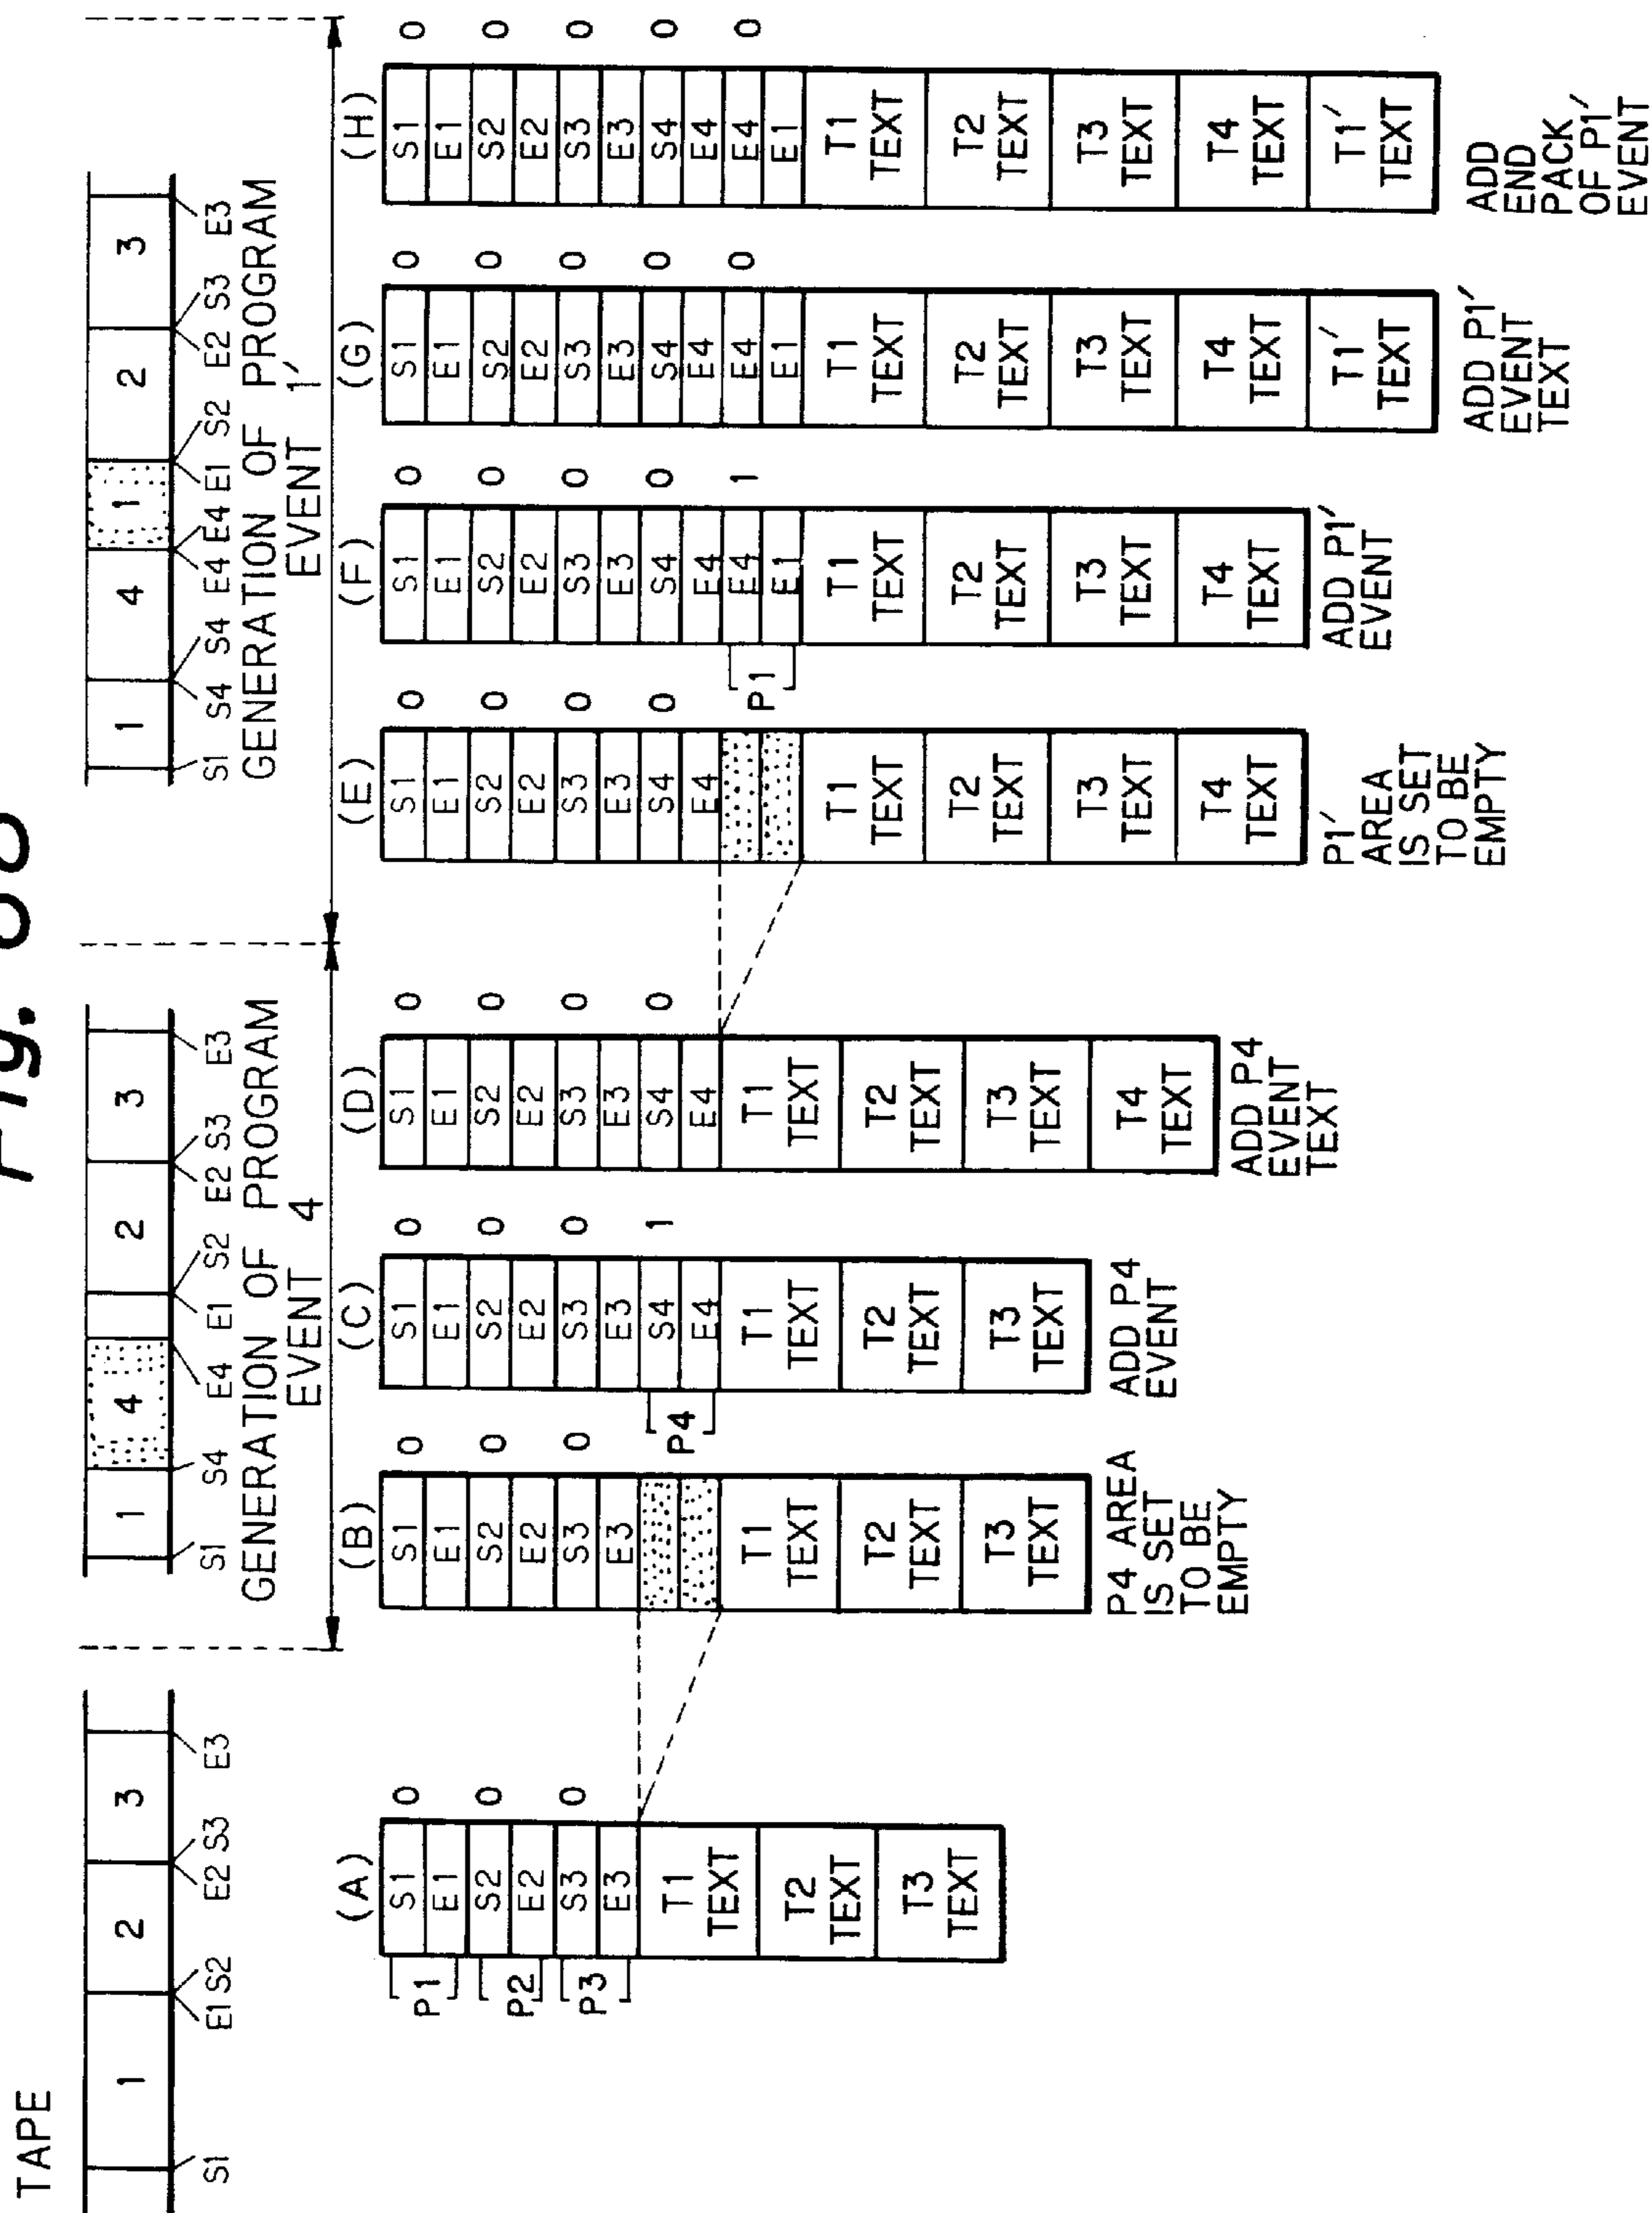 TAPE
1 2 3
S1 E1 S2 E2 S3 E3
1 4 2 3
S1 S4 E4 E1 S2 E2 S3 E3
GENERATION OF PROGRAM
EVENT 4
1 4 1 2 3
S1 S4 S4 E4 E4 E1 S2 E2 S3 E3
GENERATION OF PROGRAM
EVENT 1′
(A)
P1
P2
P3
S1 0
E1
S2 0
E2
S3 0
E3
T1
TEXT
T2
TEXT
T3
TEXT
(B)
S1 0
E1
S2 0
E2
S3 0
E3
T1
TEXT
T2
TEXT
T3
TEXT
P4 AREA
IS SET
TO BE
EMPTY
(C)
S1 0
E1
S2 0
E2
S3 0
E3
P4
S4 1
E4
T1
TEXT
T2
TEXT
T3
TEXT
ADD P4
EVENT
(D)
S1 0
E1
S2 0
E2
S3 0
E3
S4 0
E4
T1
TEXT
T2
TEXT
T3
TEXT
T4
TEXT
ADD P4
EVENT
TEXT
(E)
S1 0
E1
S2 0
E2
S3 0
E3
S4 0
E4
T1
TEXT
T2
TEXT
T3
TEXT
T4
TEXT
P1′
AREA
IS SET
TO BE
EMPTY
(F)
S1 0
E1
S2 0
E2
S3 0
E3
S4 0
E4
P1
E4 1
E1
T1
TEXT
T2
TEXT
T3
TEXT
T4
TEXT
ADD P1′
EVENT
(G)
S1 0
E1
S2 0
E2
S3 0
E3
S4 0
E4
E4 0
E1
T1
TEXT
T2
TEXT
T3
TEXT
T4
TEXT
T1′
TEXT
ADD P1′
EVENT
TEXT
(H)
S1 0
E1
S2 0
E2
S3 0
E3
S4 0
E4
E4 0
E1
T1
TEXT
T2
TEXT
T3
TEXT
T4
TEXT
T1′
TEXT
ADD
END
PACK
OF P1′
EVENT